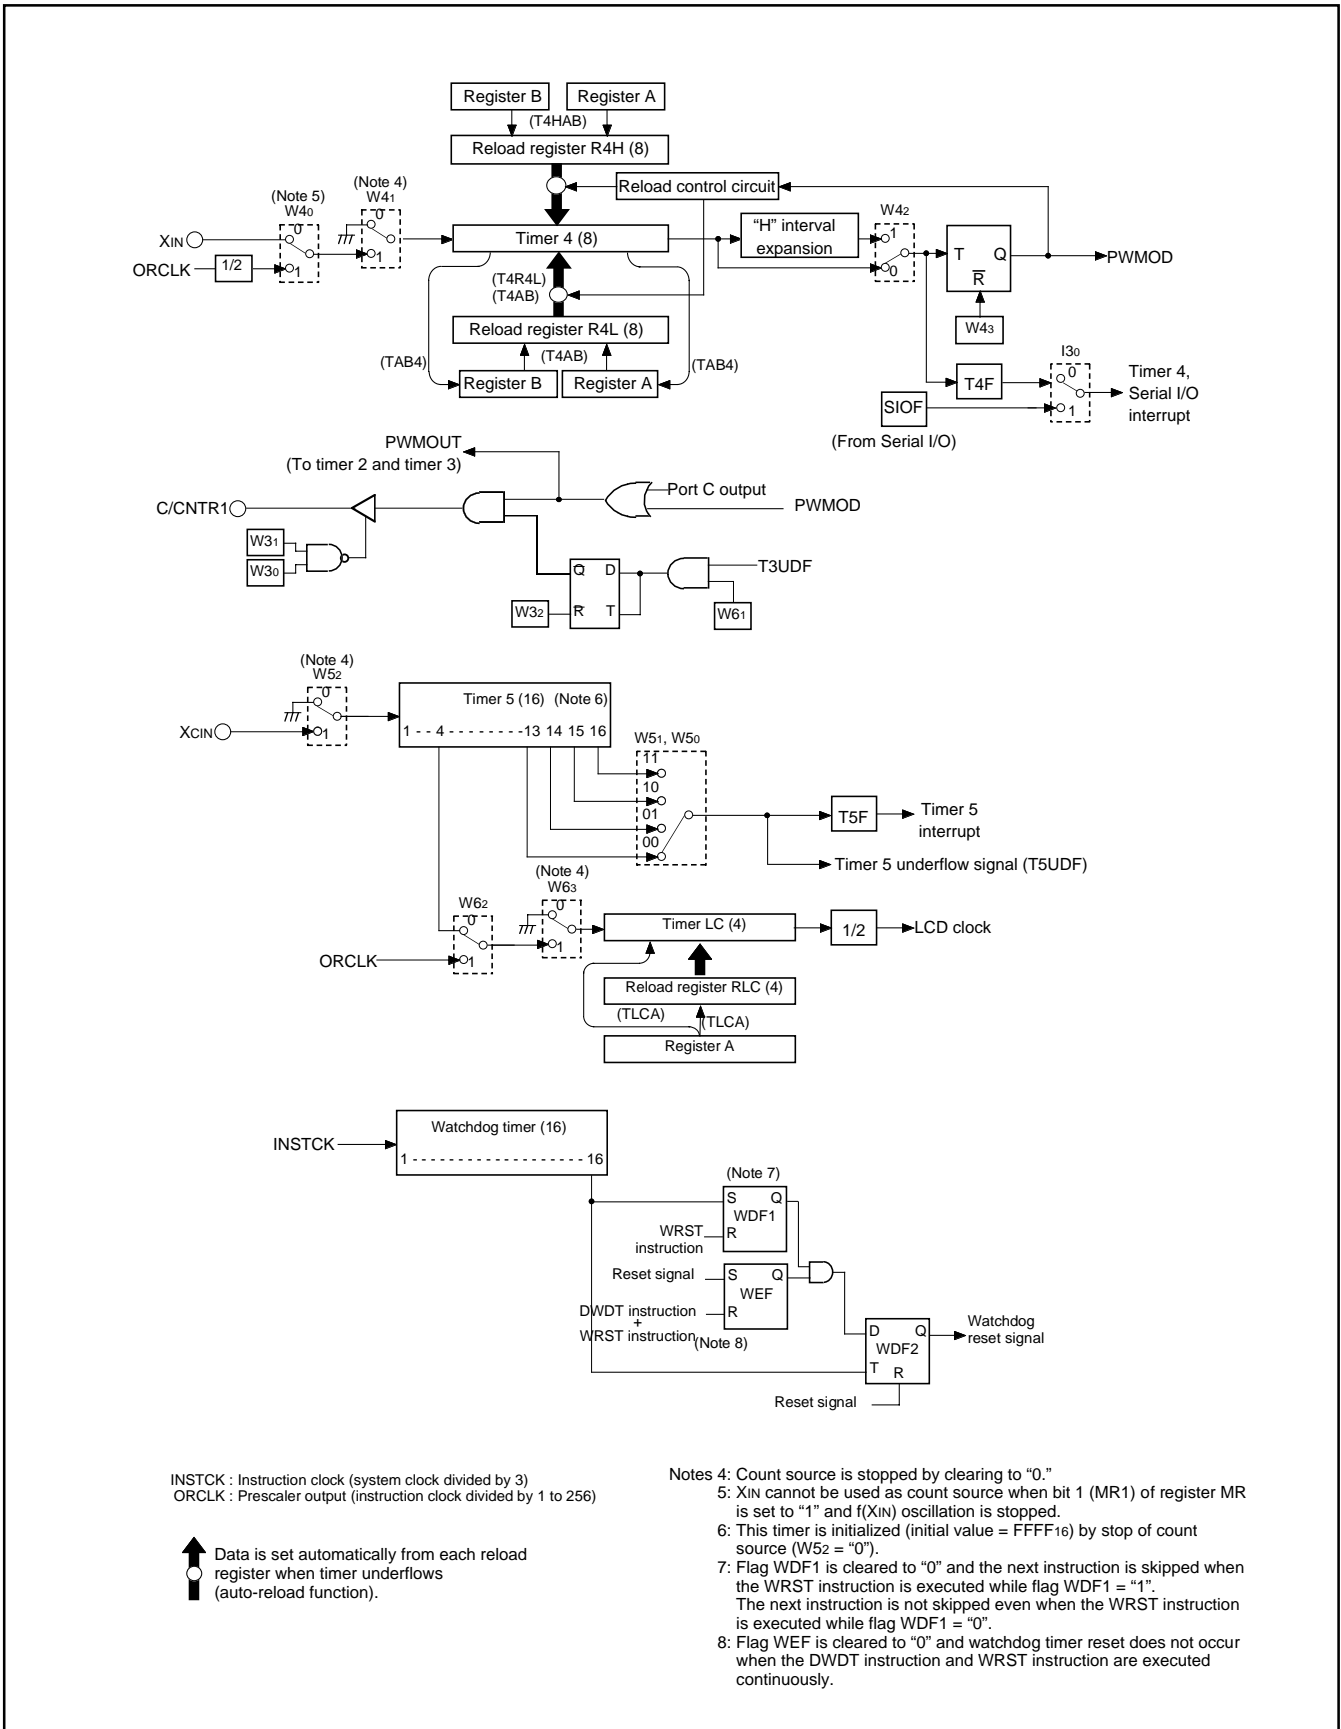 Register B
Register A
(T4HAB)
Reload register R4H (8)
Reload control circuit
(Note 5)
W40
0
1
(Note 4)
W41
0
1
XIN
ORCLK
1/2
Timer 4 (8)
“H” interval
expansion
W42
1
0
T
Q
R
PWMOD
W43
(T4R4L)
(T4AB)
Reload register R4L (8)
(T4AB)
(TAB4)
(TAB4)
Register B
Register A
T4F
I30
0
1
SIOF
(From Serial I/O)
Timer 4,
Serial I/O
interrupt
PWMOUT
(To timer 2 and timer 3)
C/CNTR1
Port C output
PWMOD
W31
W30
Q
D
R
T
W32
T3UDF
W61
(Note 4)
W52
0
1
XCIN
Timer 5 (16) (Note 6)
1 - - 4 - - - - - - - - -13 14 15 16
W51, W50
11
10
01
00
T5F
Timer 5
interrupt
Timer 5 underflow signal (T5UDF)
W62
0
1
(Note 4)
W63
0
1
ORCLK
Timer LC (4)
1/2
LCD clock
Reload register RLC (4)
(TLCA)
(TLCA)
Register A
INSTCK
Watchdog timer (16)
1 - - - - - - - - - - - - - - - - - - - 16
(Note 7)
S
Q
WDF1
R
WRST
instruction
Reset signal
S
Q
WEF
R
DWDT instruction
+
WRST instruction
(Note 8)
D
Q
WDF2
T
R
Watchdog
reset signal
Reset signal
INSTCK : Instruction clock (system clock divided by 3)
ORCLK : Prescaler output (instruction clock divided by 1 to 256)
Data is set automatically from each reload
register when timer underflows
(auto-reload function).
Notes 4: Count source is stopped by clearing to “0.”
5: XIN cannot be used as count source when bit 1 (MR1) of register MR
is set to “1” and f(XIN) oscillation is stopped.
6: This timer is initialized (initial value = FFFF16) by stop of count
source (W52 = “0”).
7: Flag WDF1 is cleared to “0” and the next instruction is skipped when
the WRST instruction is executed while flag WDF1 = “1”.
The next instruction is not skipped even when the WRST instruction
is executed while flag WDF1 = “0”.
8: Flag WEF is cleared to “0” and watchdog timer reset does not occur
when the DWDT instruction and WRST instruction are executed
continuously.